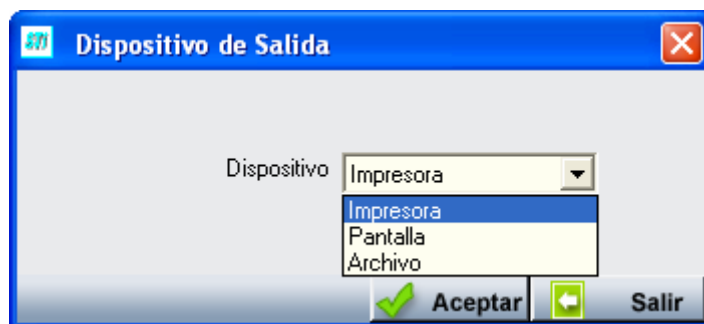 STI Dispositivo de Salida
Dispositivo Impresora
Impresora
Pantalla
Archivo
Aceptar Salir